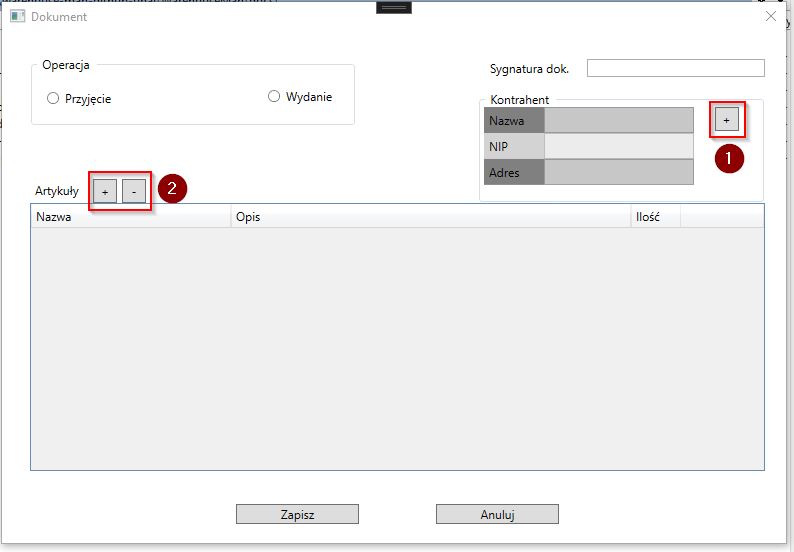 Dokument
Operacja
Przyjęcie
Wydanie
Sygnatura dok.
Kontrahent
Nazwa
+
NIP
Adres
1
Artykuły + - 2
Nazwa Opis Ilość
Zapisz Anuluj